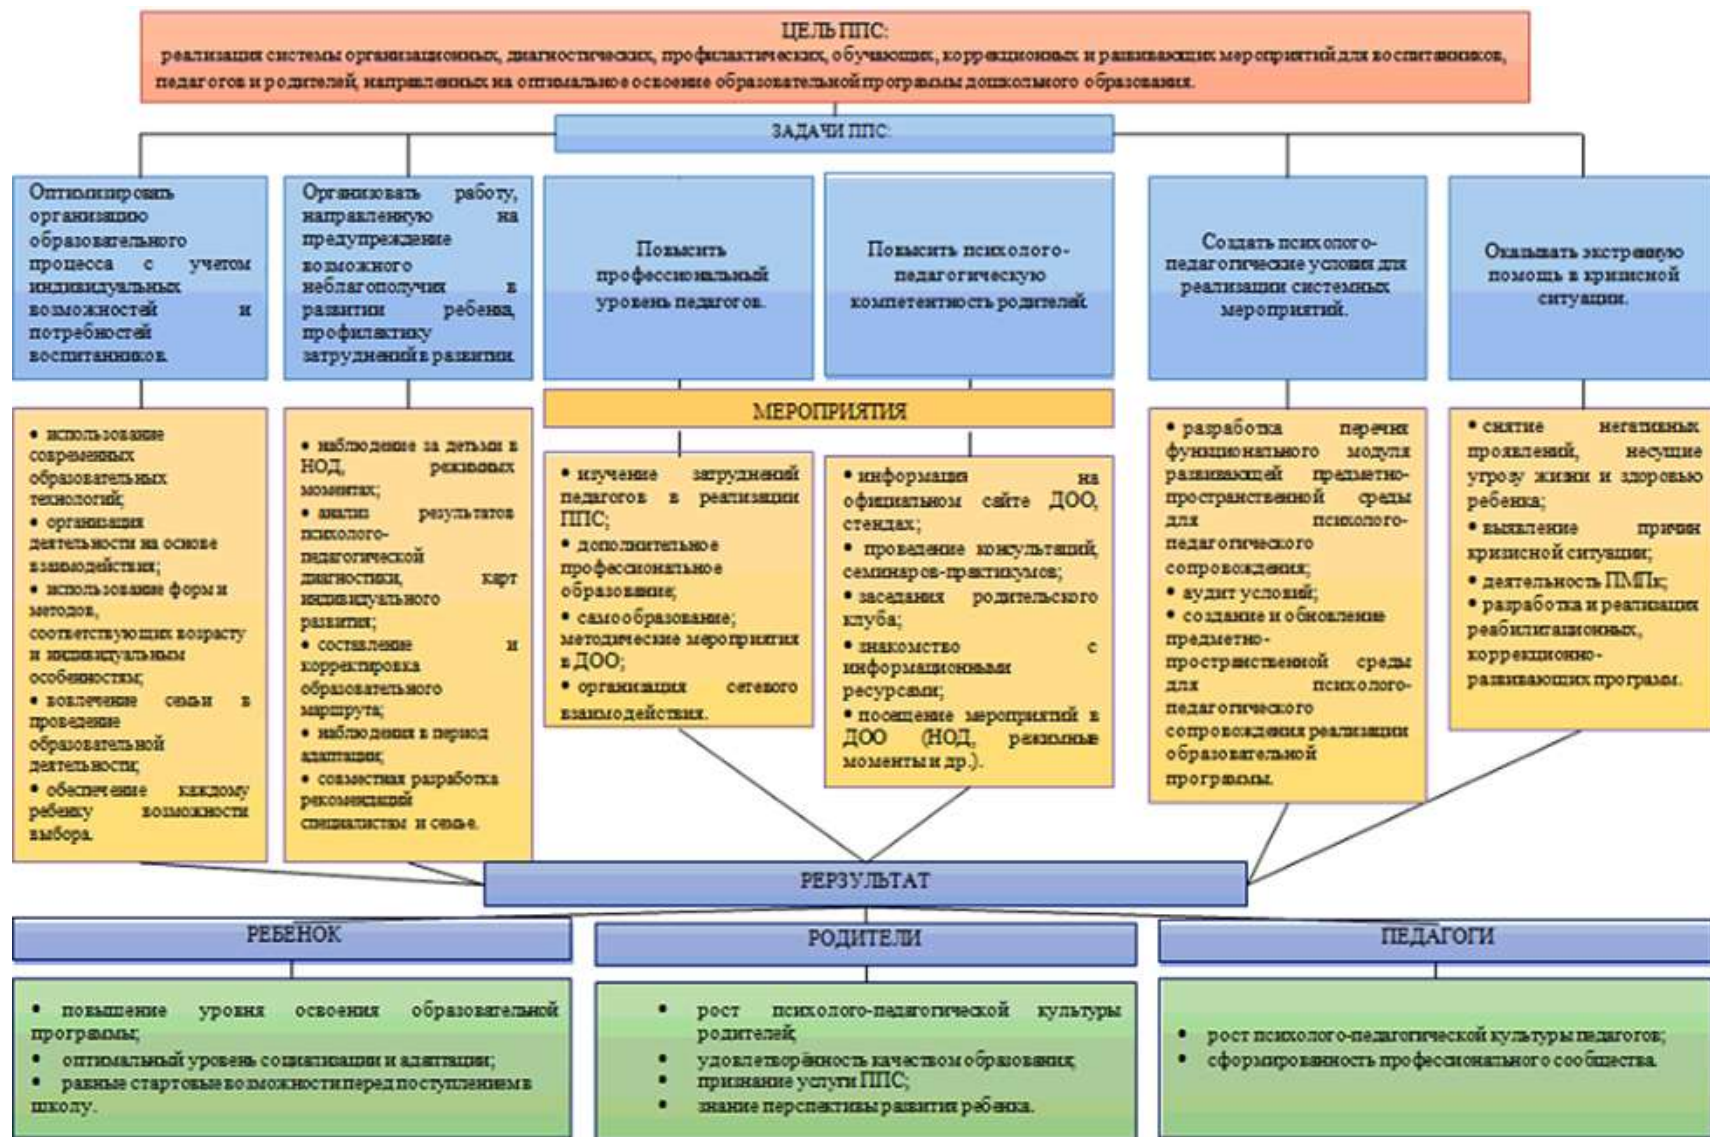 ЦЕЛЬ ППС:
реализация системы организационных, диагностических, профилактических, обучающих, коррекционных и развивающих мероприятий для воспитанников,
педагогов и родителей, направленных на оптимальное освоение образовательной программы дошкольного образования.
ЗАДАЧИ ППС:
Оптимизировать
организацию
образовательного
процесса с учетом
индивидуальных
возможностей и
потребностей
воспитанников.
Организовать работу,
направленную на
предупреждение
возможного
неблагополучия в
развитии ребенка,
профилактику
затруднений в развитии.
Повысить
профессиональный
уровень педагогов.
Повысить психолого-
педагогическую
компетентность родителей.
Создать психолого-
педагогические условия для
реализации системных
мероприятий.
Оказывать экстренную
помощь в кризисной
ситуации.
МЕРОПРИЯТИЯ
• использование
современных
образовательных
технологий;
• организация
деятельности на основе
взаимодействия;
• использование форм и
методов,
соответствующих возрасту
и индивидуальным
особенностям;
• вовлечение семьи в
проведение
образовательной
деятельности;
• обеспечение каждому
ребенку возможности
выбора.
• наблюдение за детьми в
НОД, режимных
моментах;
• анализ результатов
психолого-
педагогической
диагностики, карт
индивидуального
развития;
• составление и
корректировка
образовательного
маршрута;
• наблюдения в период
адаптации;
• совместная разработка
рекомендаций
специалистам и семье.
• изучение затруднений
педагогов в реализации
ППС;
• дополнительное
профессиональное
образование;
• самообразование;
методические мероприятия
в ДОО;
• организация сетевого
взаимодействия.
• информация на
официальном сайте ДОО,
стендах;
• проведение консультаций,
семинаров-практикумов;
• заседания родительского
клуба;
• знакомство с
информационными
ресурсами;
• посещение мероприятий в
ДОО (НОД, режимные
моменты и др.).
• разработка перечня
функционального модуля
развивающей предметно-
пространственной среды
для психолого-
педагогического
сопровождения;
• аудит условий;
• создание и обновление
предметно-
пространственной среды
для психолого-
педагогического
сопровождения реализации
образовательной
программы.
• снятие негативных
проявлений, несущие
угрозу жизни и здоровью
ребенка;
• выявление причин
кризисной ситуации;
• деятельность ПМПк;
• разработка и реализация
реабилитационных,
коррекционно-
развивающих программ.
РЕРЗУЛЬТАТ
РЕБЕНОК
• повышение уровня освоения образовательной
программы;
• оптимальный уровень социализации и адаптации;
• равные стартовые возможности перед поступлением в
школу.
РОДИТЕЛИ
• рост психолого-педагогической культуры
родителей;
• удовлетворённость качеством образования;
• признание услуги ППС;
• знание перспективы развития ребенка.
ПЕДАГОГИ
• рост психолого-педагогической культуры педагогов;
• сформированность профессионального сообщества.